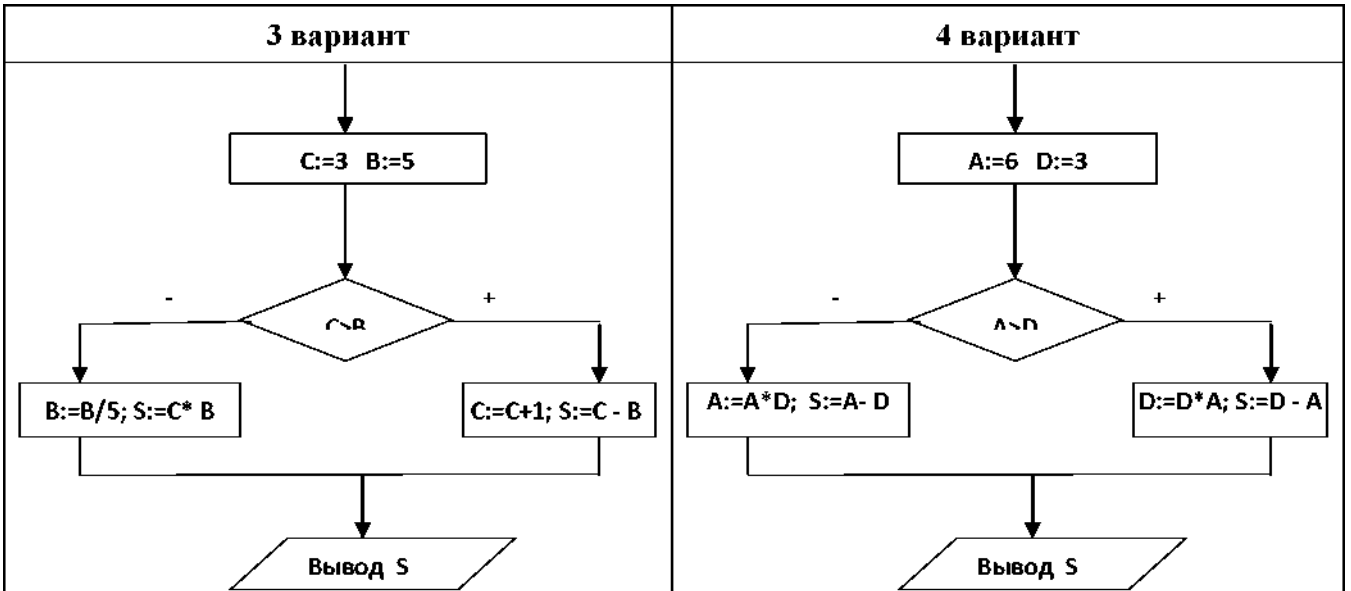 3 вариант
C:=3 B:=5
-
+
C>B
B:=B/5; S:=C* B
C:=C+1; S:=C - B
Вывод S
4 вариант
A:=6 D:=3
-
+
A>D
A:=A*D; S:=A- D
D:=D*A; S:=D - A
Вывод S